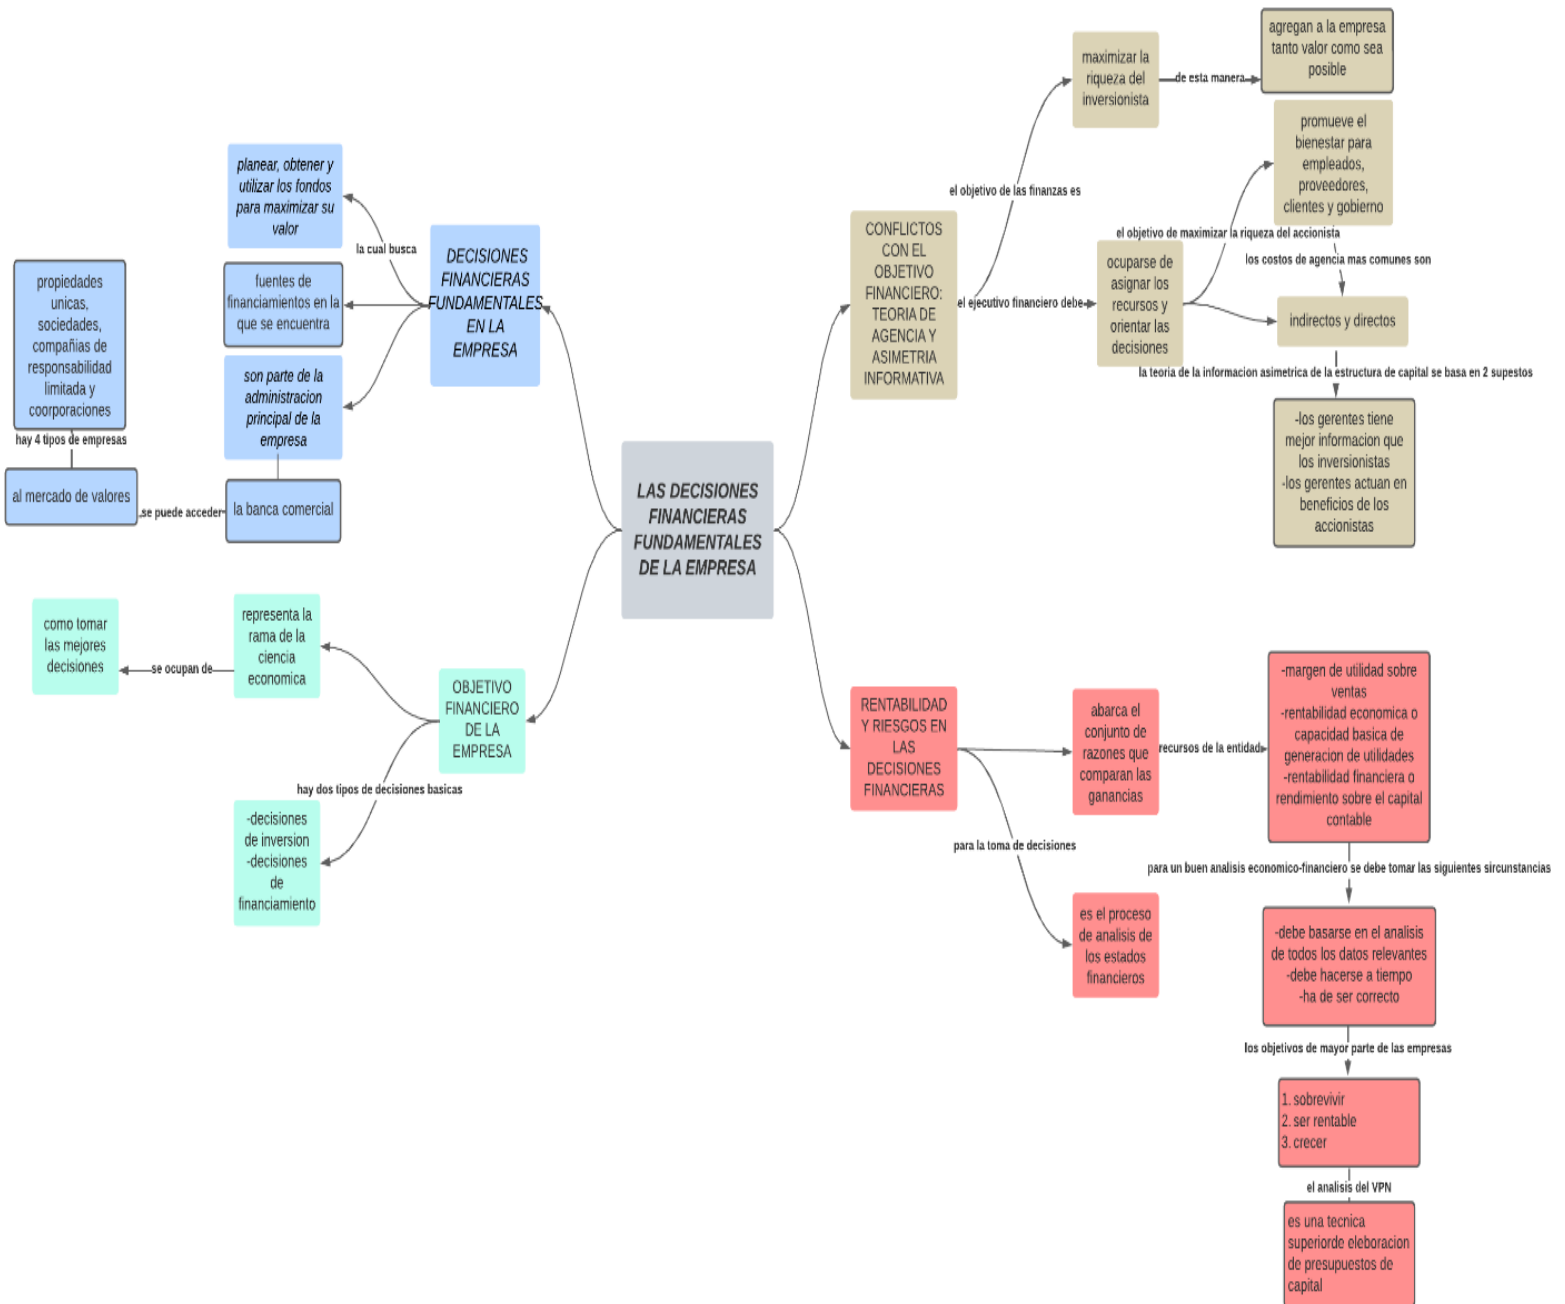 LAS DECISIONES
FINANCIERAS
FUNDAMENTALES
DE LA EMPRESA
DECISIONES
FINANCIERAS
FUNDAMENTALES
EN LA
EMPRESA
la cual busca
planear, obtener y
utilizar los fondos
para maximizar su
valor
fuentes de
financiamientos en la
que se encuentra
son parte de la
administracion
principal de la
empresa
la banca comercial
se puede acceder
al mercado de valores
hay 4 tipos de empresas
propiedades
unicas,
sociedades,
compañias de
responsabilidad
limitada y
coorporaciones
OBJETIVO
FINANCIERO
DE LA
EMPRESA
representa la
rama de la
ciencia
economica
se ocupan de
como tomar
las mejores
decisiones
hay dos tipos de decisiones basicas
-decisiones
de inversion
-decisiones
de
financiamiento
CONFLICTOS
CON EL
OBJETIVO
FINANCIERO:
TEORIA DE
AGENCIA Y
ASIMETRIA
INFORMATIVA
el objetivo de las finanzas es
maximizar la
riqueza del
inversionista
de esta manera
agregan a la empresa
tanto valor como sea
posible
el ejecutivo financiero debe
ocuparse de
asignar los
recursos y
orientar las
decisiones
el objetivo de maximizar la riqueza del accionista
promueve el
bienestar para
empleados,
proveedores,
clientes y gobierno
los costos de agencia mas comunes son
indirectos y directos
la teoria de la informacion asimetrica de la estructura de capital se basa en 2 supestos
-los gerentes tiene
mejor informacion que
los inversionistas
-los gerentes actuan en
beneficios de los
accionistas
RENTABILIDAD
Y RIESGOS EN
LAS
DECISIONES
FINANCIERAS
abarca el
conjunto de
razones que
comparan las
ganancias
recursos de la entidad
-margen de utilidad sobre
ventas
-rentabilidad economica o
capacidad basica de
generacion de utilidades
-rentabilidad financiera o
rendimiento sobre el capital
contable
para la toma de decisiones
es el proceso
de analisis de
los estados
financieros
para un buen analisis economico-financiero se debe tomar las siguientes sircunstancias
-debe basarse en el analisis
de todos los datos relevantes
-debe hacerse a tiempo
-ha de ser correcto
los objetivos de mayor parte de las empresas
1. sobrevivir
2. ser rentable
3. crecer
el analisis del VPN
es una tecnica
superiorde eleboracion
de presupuestos de
capital